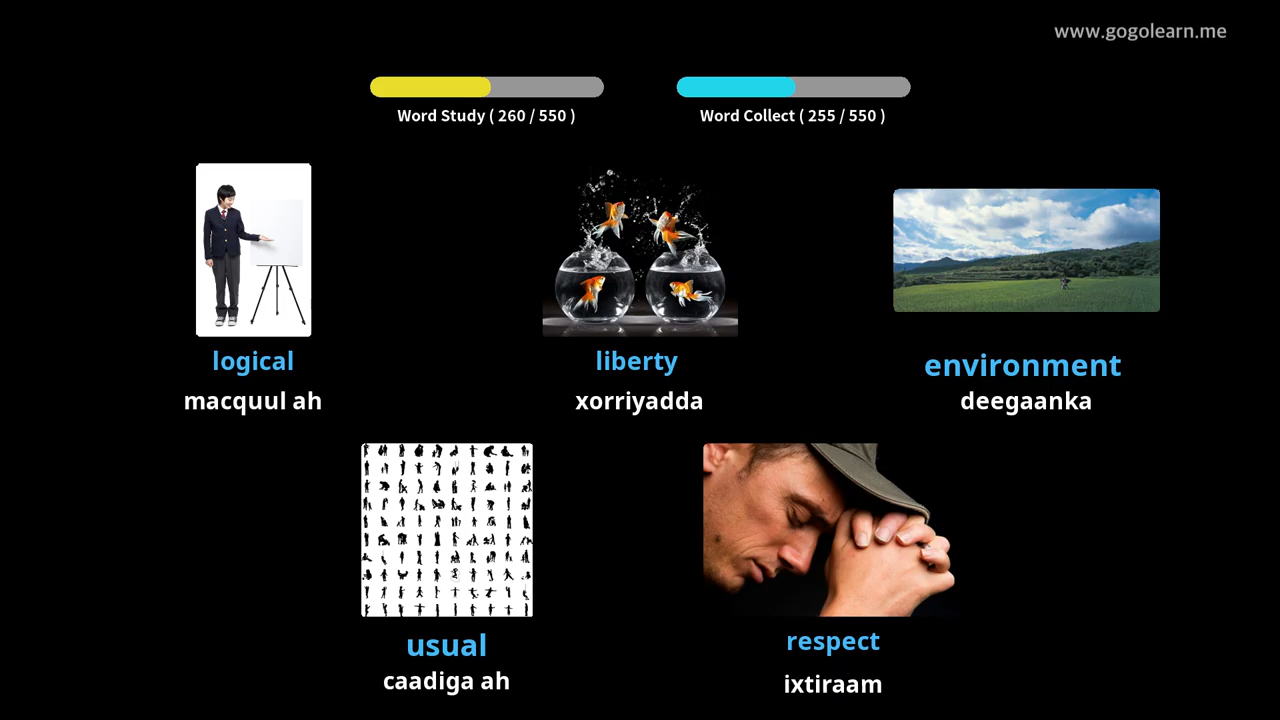 www.gogolearn.me
Word Study ( 260 / 550 )
Word Collect ( 255 / 550 )
logical
macquul ah
liberty
xorriyadda
environment
deegaanka
usual
caadiga ah
respect
ixtiraam